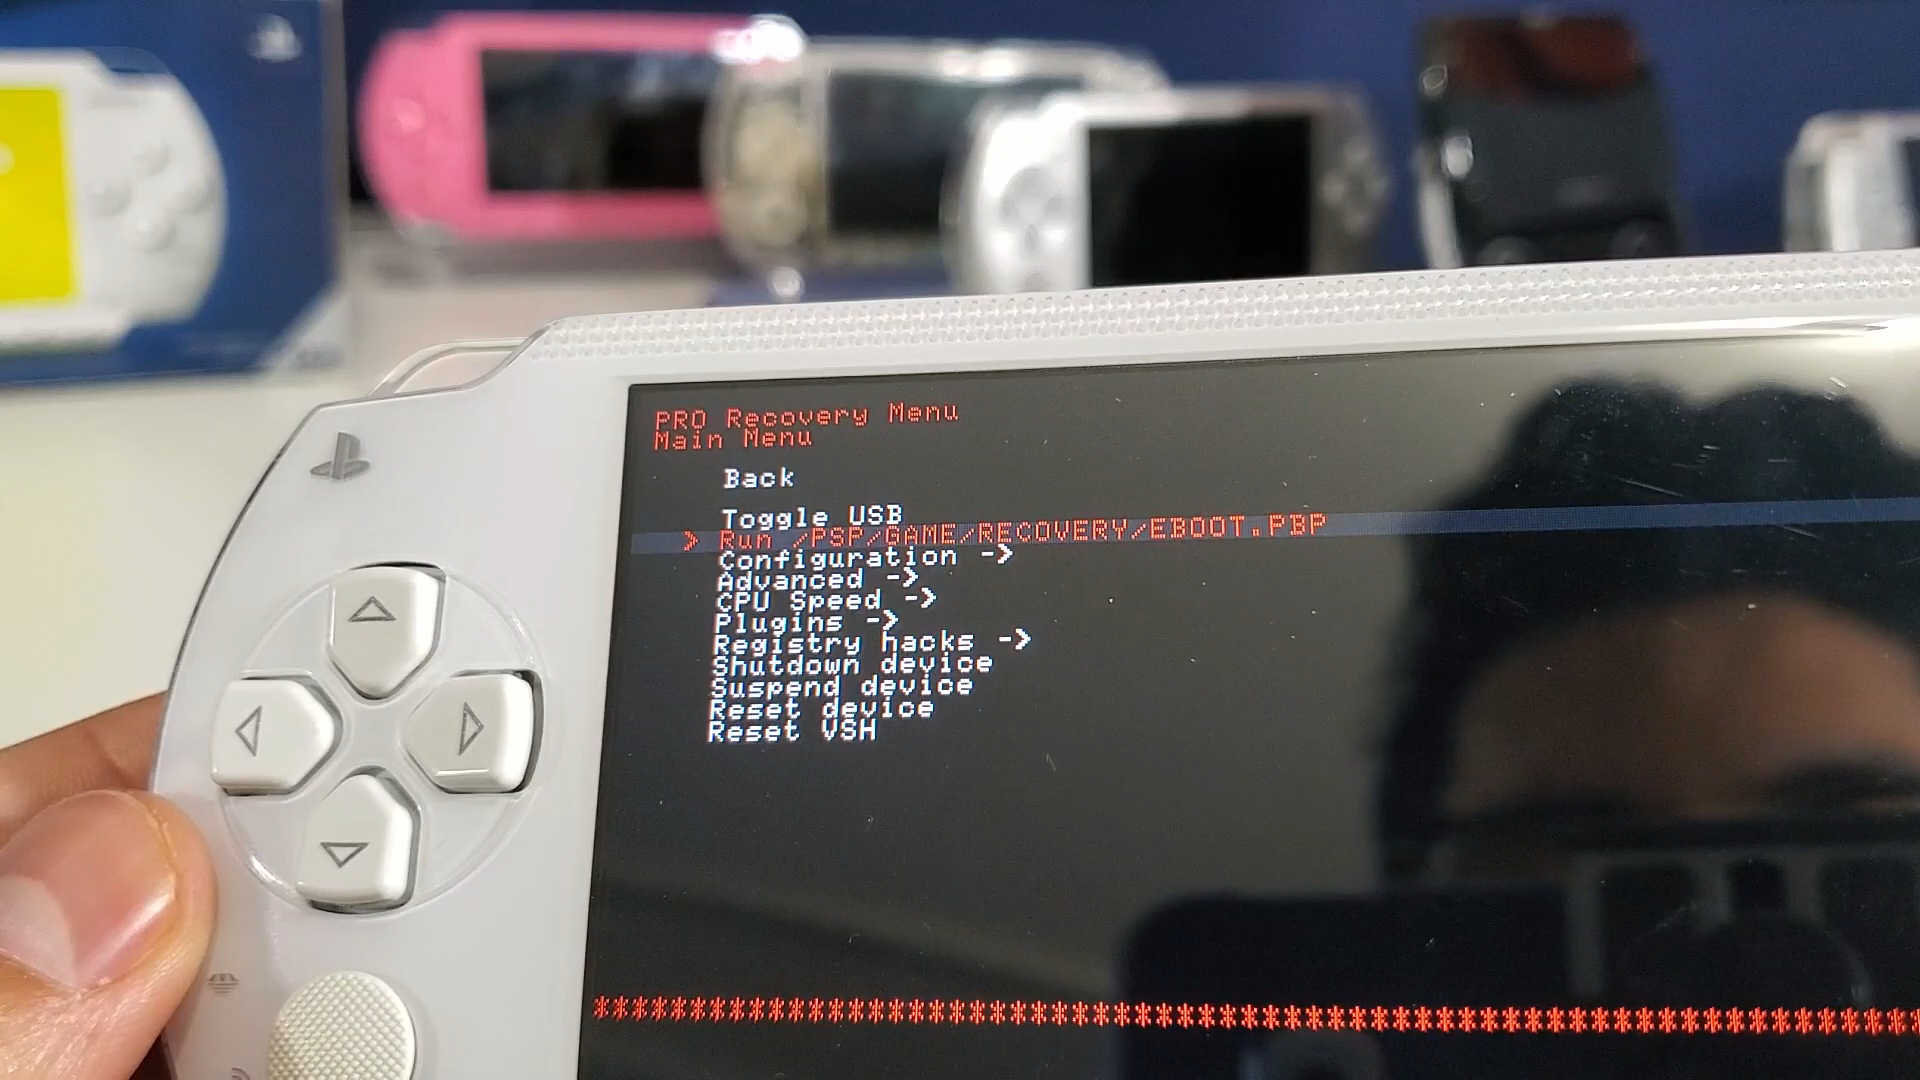 PRO Recovery Menu
Main Menu
Back
Toggle USB
> Run /PSP/GAME/RECOVERY/EBOOT.PBP
Configuration ->
Advanced ->
CPU Speed ->
Plugins ->
Registry hacks ->
Shutdown device
Suspend device
Reset device
Reset VSH
*************************************************************